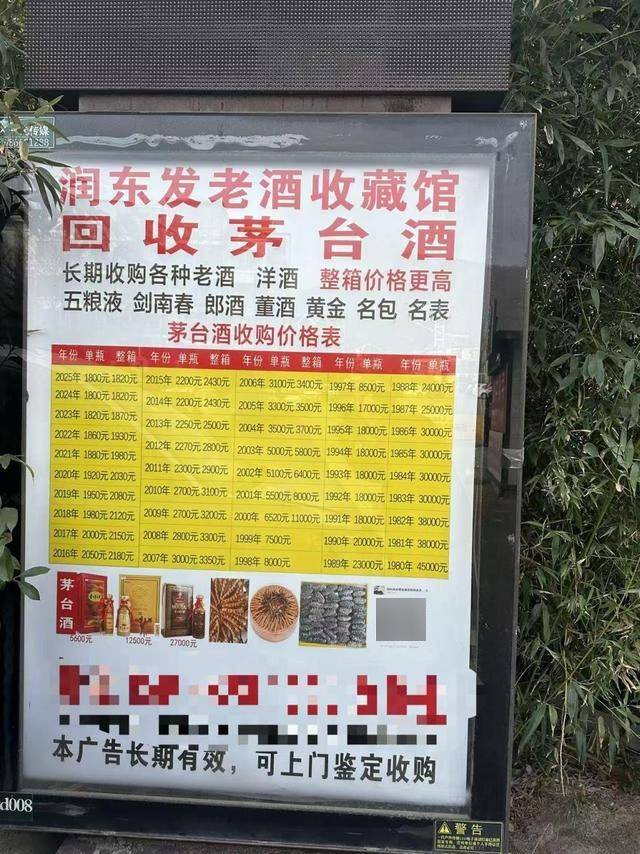 传媒
润东发老酒收藏馆
回收茅台酒
长期收购各种老酒 洋酒 整箱价格更高
五粮液 剑南春 郎酒 董酒 黄金 名包 名表
茅台酒收购价格表
年份 单瓶 整箱 年份 单瓶 整箱 年份 单瓶 整箱 年份 单瓶 年份 单瓶
2025年 1800元 1820元 2015年 2200元 2430元 2006年 3100元 3400元 1997年 8500元 1988年 24000元
2024年 1800元 1820元 2014年 2200元 2430元 2005年 3300元 3500元 1996年 17000元 1987年 25000元
2023年 1820元 1870元 2013年 2250元 2500元 2004年 3500元 3700元 1995年 18000元 1986年 30000元
2022年 1860元 1930元 2012年 2270元 2800元 2003年 5000元 5800元 1994年 18000元 1985年 30000元
2021年 1880元 1980元 2011年 2300元 2900元 2002年 5100元 6400元 1993年 18000元 1984年 30000元
2020年 1920元 2030元 2010年 2700元 3100元 2001年 5500元 8000元 1992年 18000元 1983年 30000元
2019年 1950元 2080元 2009年 2700元 3200元 2000年 6520元 11000元 1991年 18000元 1982年 38000元
2018年 1980元 2120元 2008年 2800元 3300元 1999年 7500元 1990年 20000元 1981年 38000元
2017年 2000元 2150元 2007年 3000元 3350元 1998年 8000元 1989年 23000元 1980年 45000元
2016年 2050元 2180元
茅台酒
5600元 12500元 27000元
本广告长期有效，可上门鉴定收购
d008
警告